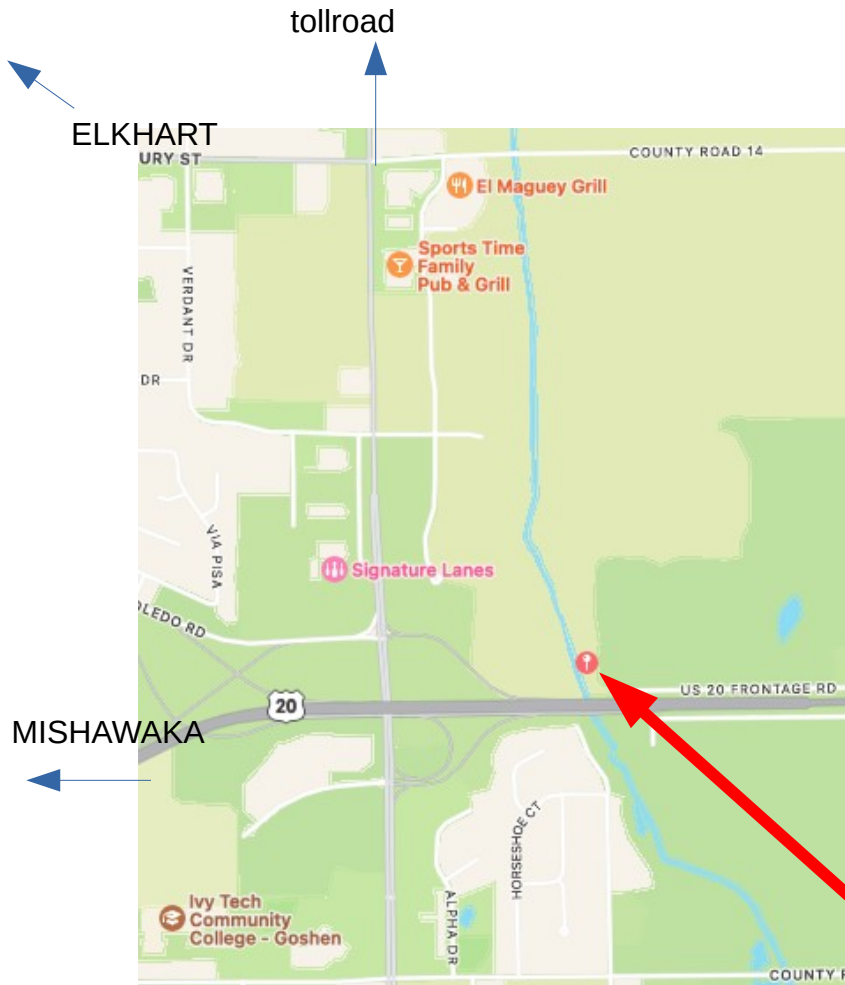 tollroad
ELKHART
URY ST
COUNTY ROAD 14
El Maguey Grill
Sports Time
Family
Pub & Grill
VERDANT DR
DR
VIA PISA
Signature Lanes
OLEDO RD
US 20 FRONTAGE RD
20
MISHAWAKA
HORSESHOE CT
Ivy Tech
Community
College - Goshen
ALPHA DR
COUNTY R